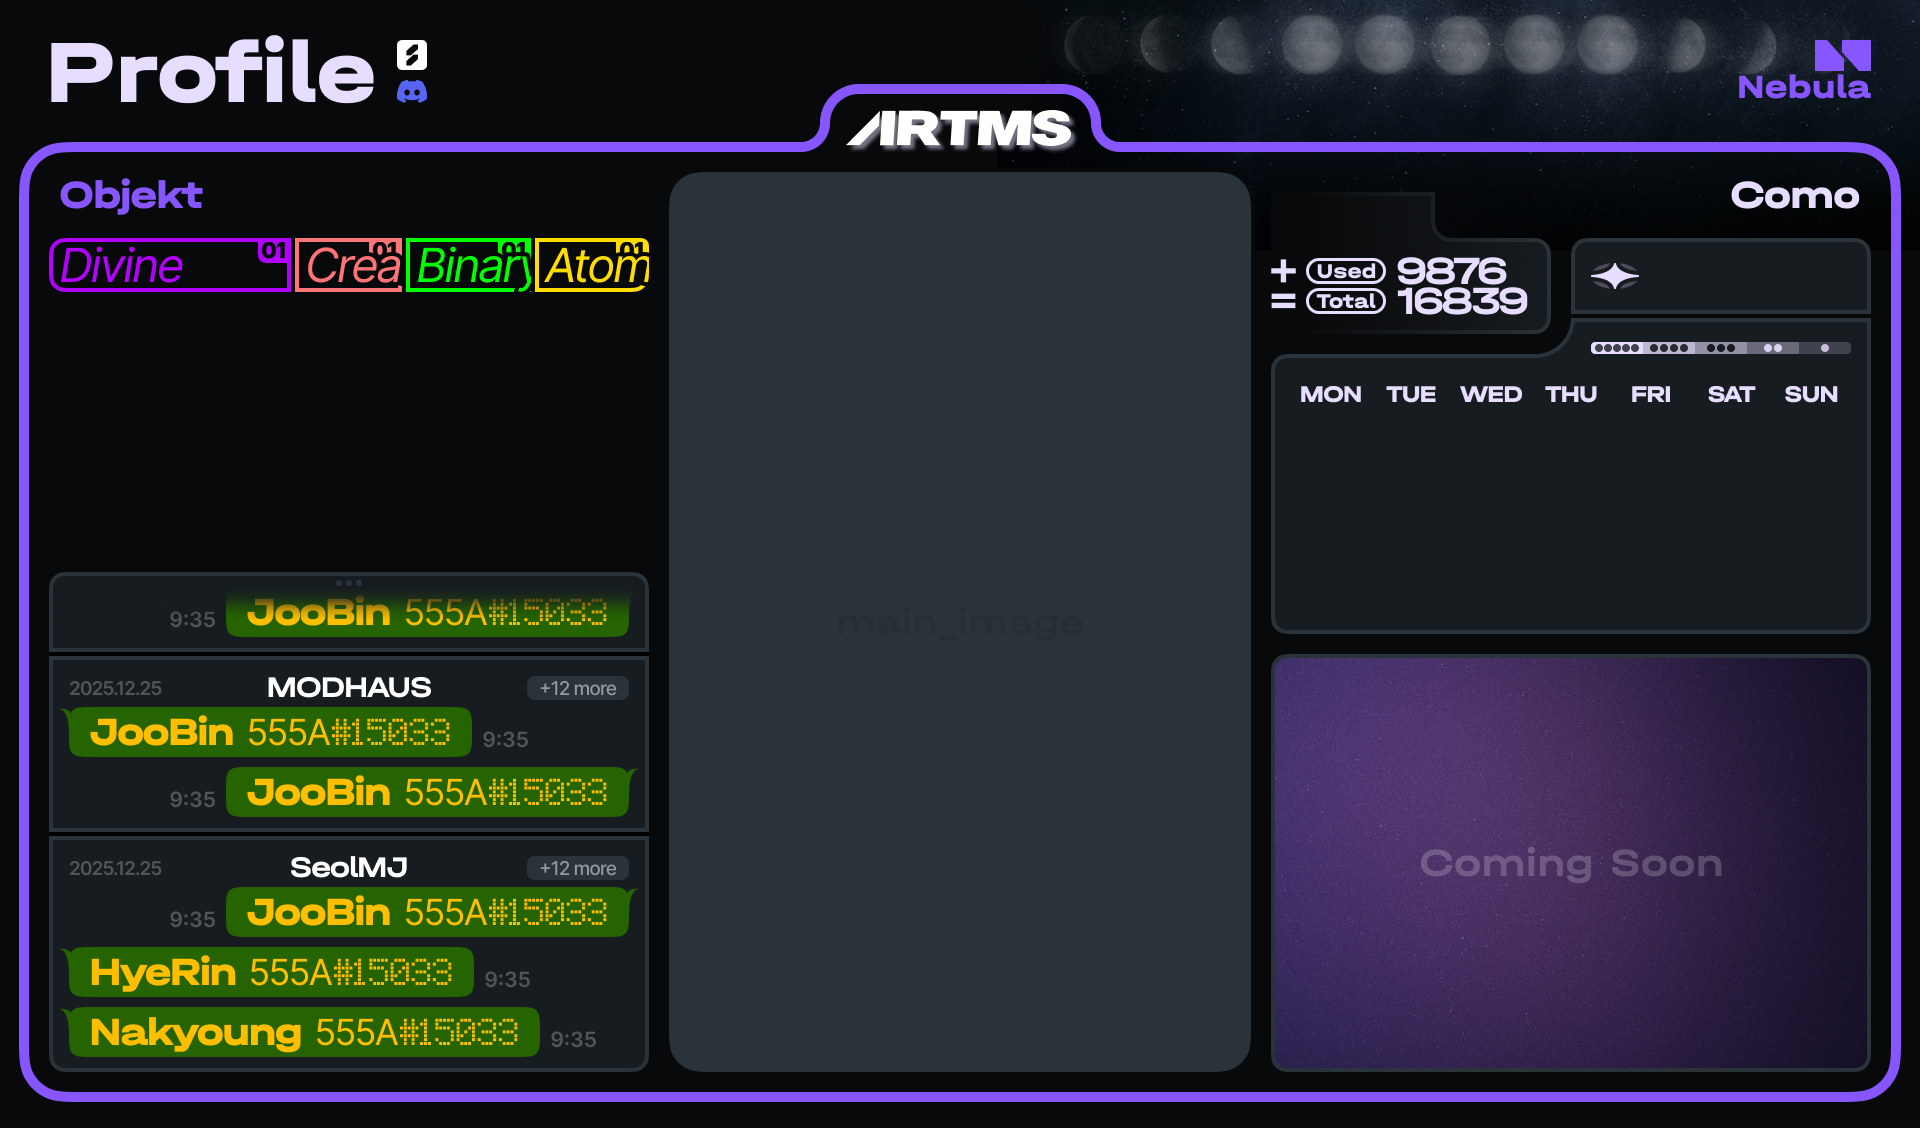 Profile
Nebula
ARTMS
Objekt
Divine 01
Crea 01
Binary 01
Atom 01
9:35 JooBin 555A#15033
2025.12.25 MODHAUS +12 more
JooBin 555A#15033 9:35
9:35 JooBin 555A#15033
2025.12.25 SeolMJ +12 more
9:35 JooBin 555A#15033
HyeRin 555A#15033 9:35
Nakyoung 555A#15033 9:35
main_image
Como
+ Used 9876
= Total 16839
MON TUE WED THU FRI SAT SUN
Coming Soon